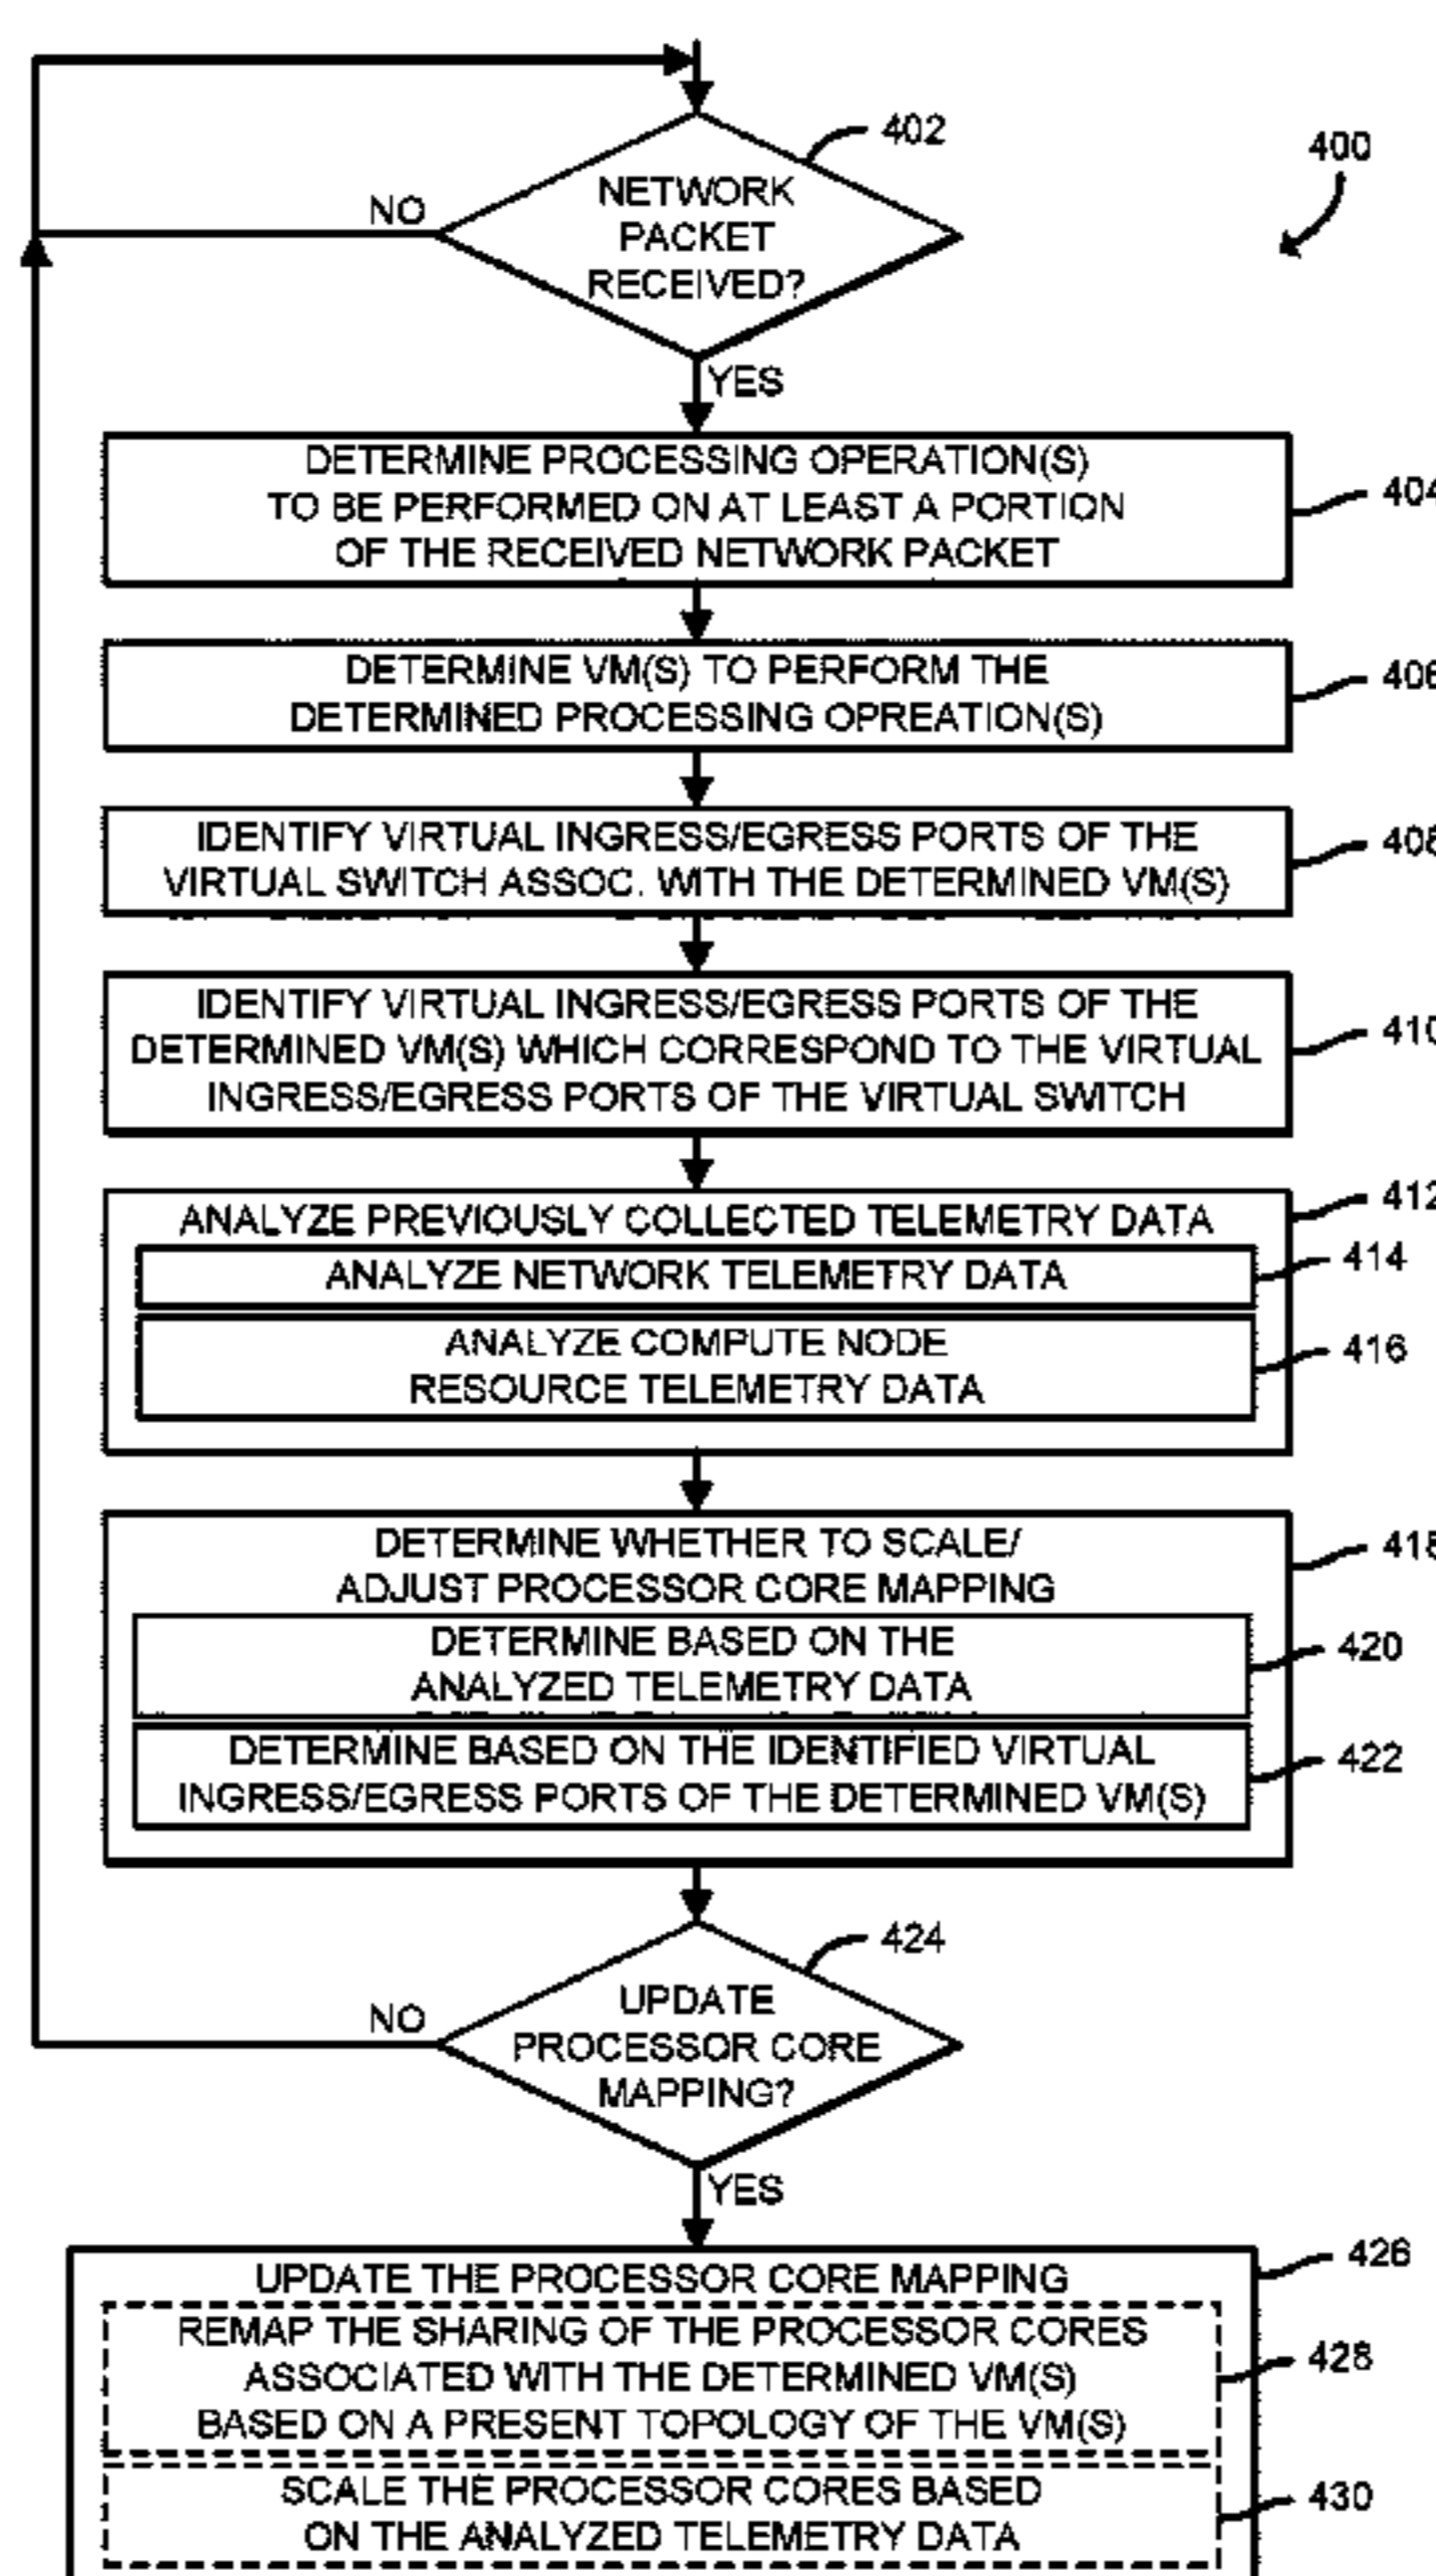 402
400
NETWORK
PACKET
RECEIVED?
NO
YES
DETERMINE PROCESSING OPERATION(S)
TO BE PERFORMED ON AT LEAST A PORTION
OF THE RECEIVED NETWORK PACKET
404
DETERMINE VM(S) TO PERFORM THE
DETERMINED PROCESSING OPREATION(S)
406
IDENTIFY VIRTUAL INGRESS/EGRESS PORTS OF THE
VIRTUAL SWITCH ASSOC. WITH THE DETERMINED VM(S)
408
IDENTIFY VIRTUAL INGRESS/EGRESS PORTS OF THE
DETERMINED VM(S) WHICH CORRESPOND TO THE VIRTUAL
INGRESS/EGRESS PORTS OF THE VIRTUAL SWITCH
410
ANALYZE PREVIOUSLY COLLECTED TELEMETRY DATA
412
ANALYZE NETWORK TELEMETRY DATA
414
ANALYZE COMPUTE NODE
RESOURCE TELEMETRY DATA
416
DETERMINE WHETHER TO SCALE/
ADJUST PROCESSOR CORE MAPPING
418
DETERMINE BASED ON THE
ANALYZED TELEMETRY DATA
420
DETERMINE BASED ON THE IDENTIFIED VIRTUAL
INGRESS/EGRESS PORTS OF THE DETERMINED VM(S)
422
424
UPDATE
PROCESSOR CORE
MAPPING?
NO
YES
UPDATE THE PROCESSOR CORE MAPPING
426
REMAP THE SHARING OF THE PROCESSOR CORES
ASSOCIATED WITH THE DETERMINED VM(S)
BASED ON A PRESENT TOPOLOGY OF THE VM(S)
428
SCALE THE PROCESSOR CORES BASED
ON THE ANALYZED TELEMETRY DATA
430